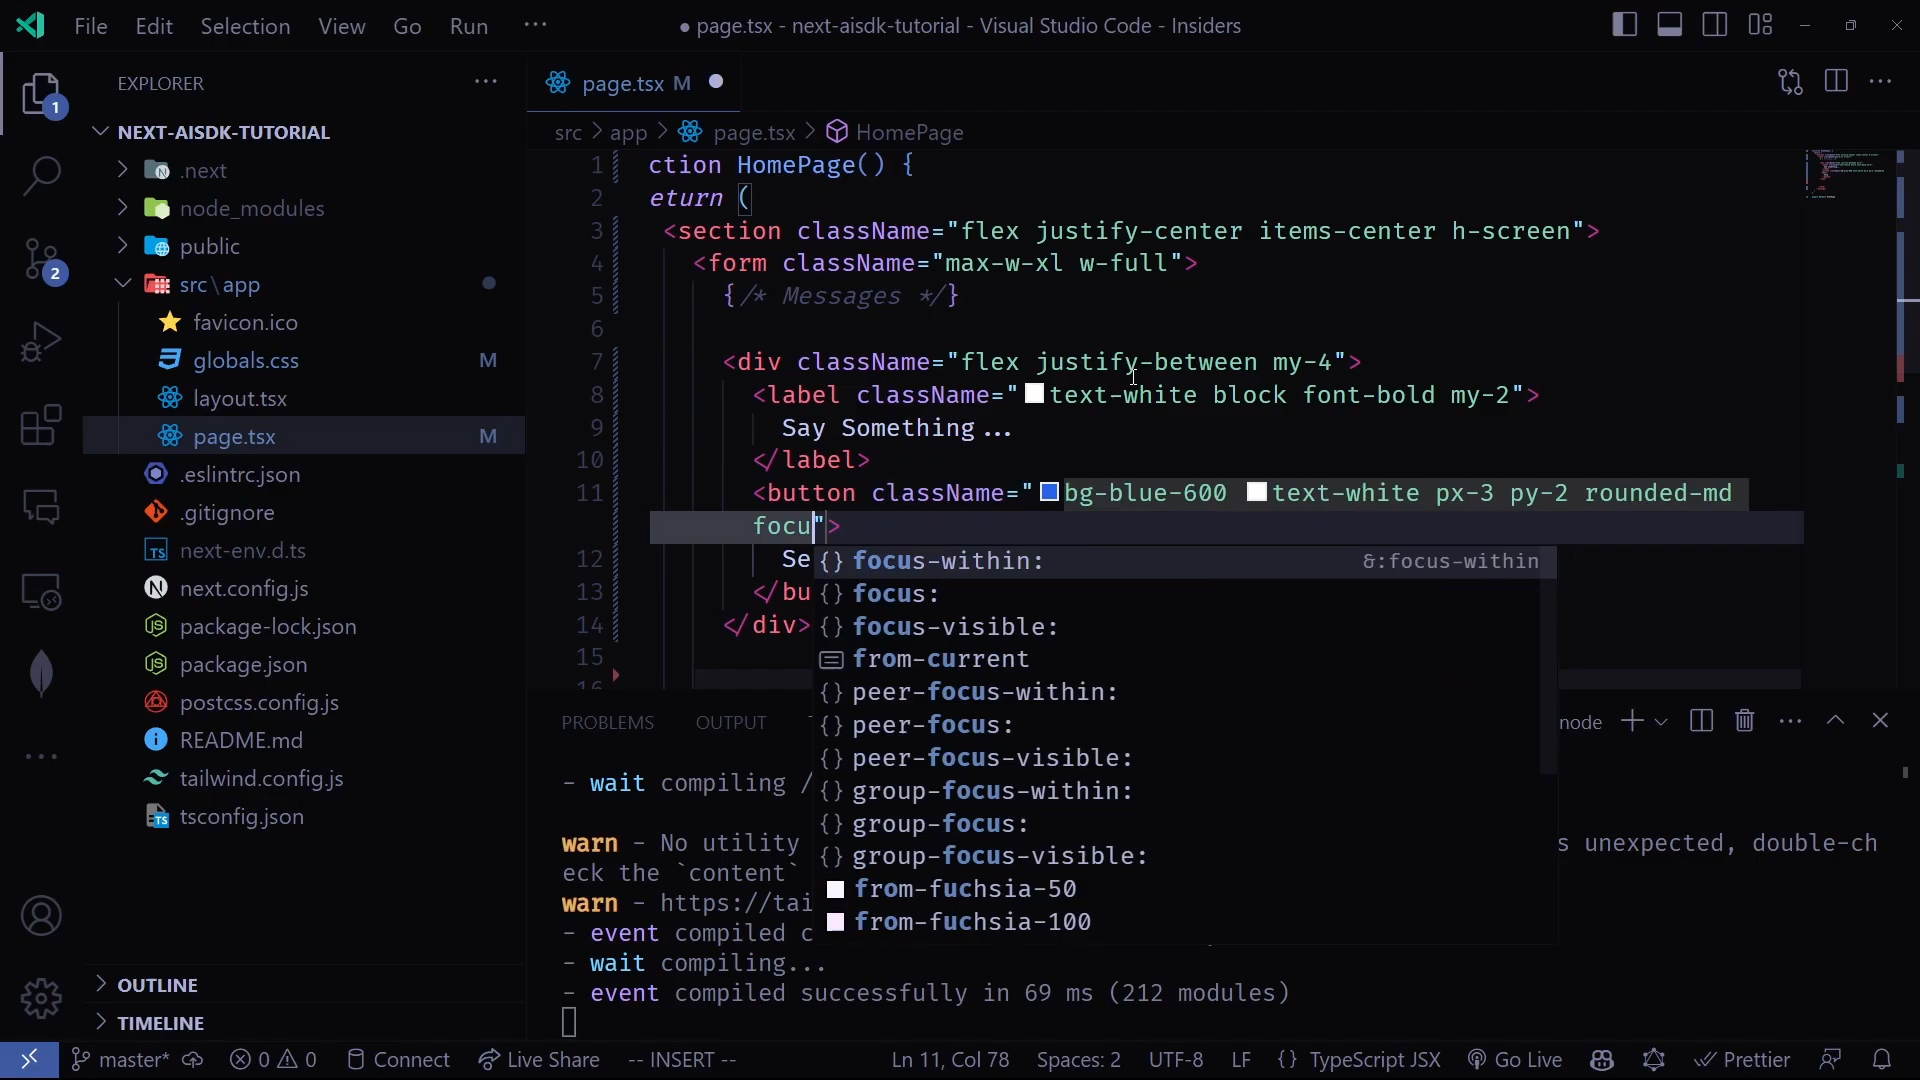 File Edit Selection View Go Run ···
● page.tsx - next-aisdk-tutorial - Visual Studio Code - Insiders
EXPLORER ···
NEXT-AISDK-TUTORIAL
.next
node_modules
public
src\app
favicon.ico
globals.css M
layout.tsx
page.tsx M
.eslintrc.json
.gitignore
next-env.d.ts
next.config.js
package-lock.json
package.json
postcss.config.js
README.md
tailwind.config.js
tsconfig.json
OUTLINE
TIMELINE
1
2
page.tsx M
src > app > page.tsx > HomePage
1 ction HomePage() {
2 eturn (
3 <section className="flex justify-center items-center h-screen">
4 <form className="max-w-xl w-full">
5 {/* Messages */}
6
7 <div className="flex justify-between my-4">
8 <label className="text-white block font-bold my-2">
9 Say Something...
10 </label>
11 <button className="bg-blue-600 text-white px-3 py-2 rounded-md
focu">
12 Se
13 </bu
14 </div>
15
16
focus-within: &:focus-within
focus:
focus-visible:
from-current
peer-focus-within:
peer-focus:
peer-focus-visible:
group-focus-within:
group-focus:
group-focus-visible:
from-fuchsia-50
from-fuchsia-100
PROBLEMS OUTPUT node
- wait compiling /
warn - No utility s unexpected, double-ch
eck the `content`
warn - https://tai
- event compiled c
- wait compiling...
- event compiled successfully in 69 ms (212 modules)
master* 0 0 Connect Live Share -- INSERT -- Ln 11, Col 78 Spaces: 2 UTF-8 LF {} TypeScript JSX Go Live Prettier